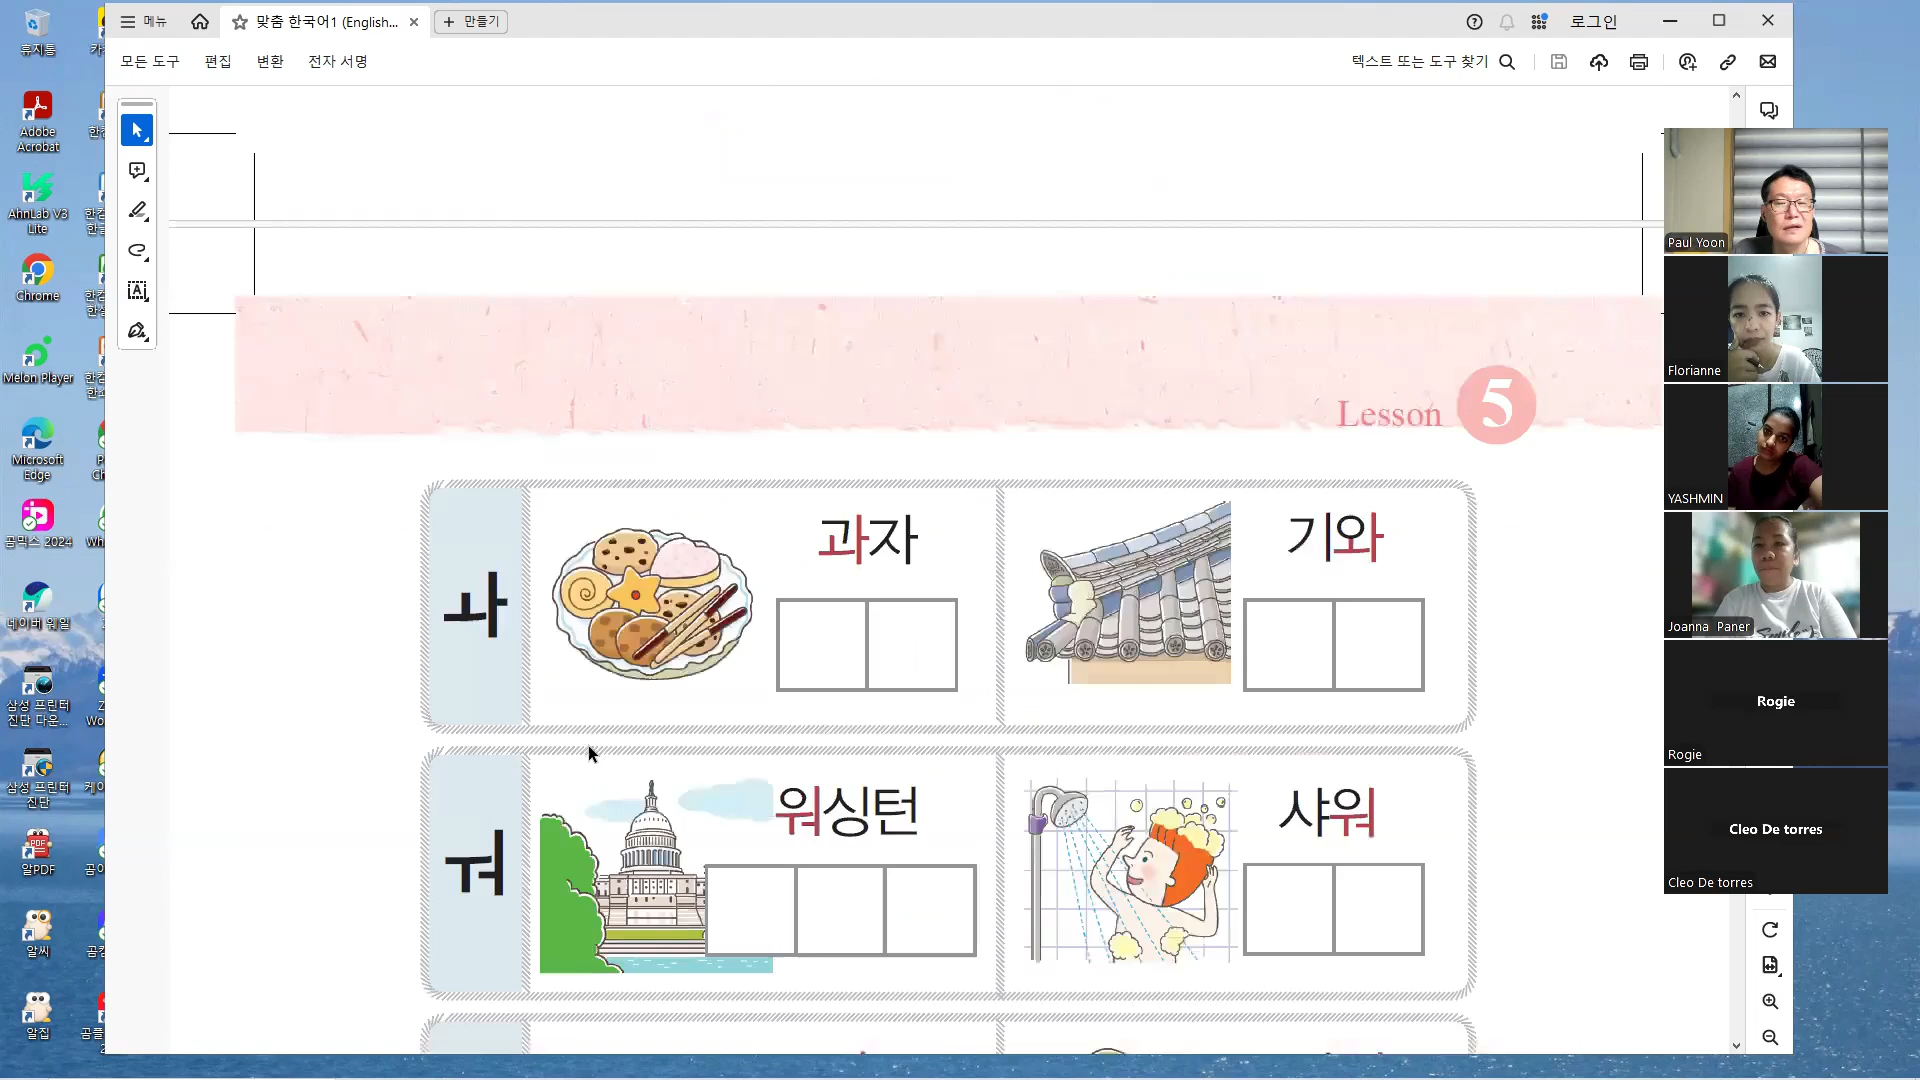 메뉴
맞춤 한국어1 (English...
만들기
로그인
모든 도구
편집
변환
전자 서명
텍스트 또는 도구 찾기
휴지통
Adobe
Acrobat
AhnLab V3
Lite
Chrome
Melon Player
Microsoft
Edge
곰믹스 2024
네이버 웨일
삼성 프린터
진단 다운...
삼성 프린터
진단
알PDF
알씨
알집
Lesson 5
ㅘ
과자
기와
ㅝ
워싱턴
샤워
Paul Yoon
Florianne
YASHMIN
Joanna Paner
Rogie
Rogie
Cleo De torres
Cleo De torres